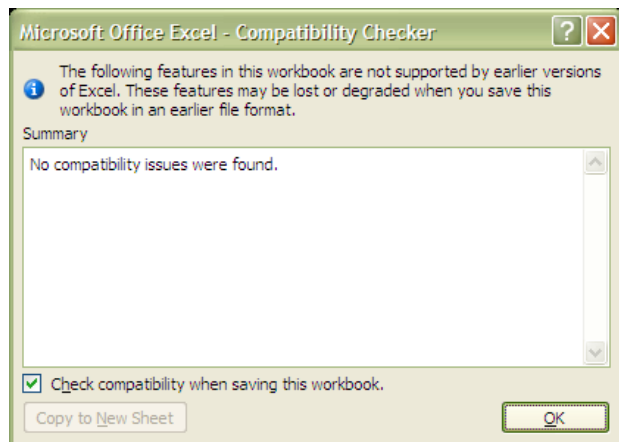 Microsoft Office Excel - Compatibility Checker
The following features in this workbook are not supported by earlier versions
of Excel. These features may be lost or degraded when you save this
workbook in an earlier file format.
Summary
No compatibility issues were found.
Check compatibility when saving this workbook.
Copy to New Sheet
OK